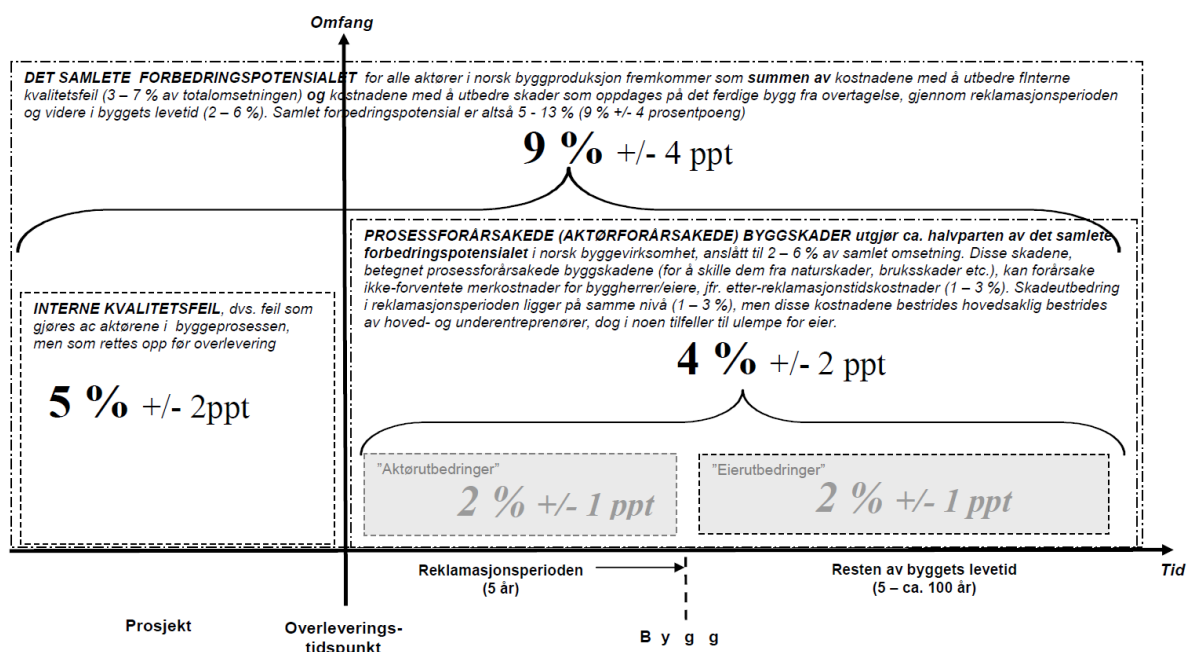 Omfang
DET SAMLETE FORBEDRINGSPOTENSIALET for alle aktører i norsk byggproduksjon fremkommer som summen av kostnadene med å utbedre fInterne
kvalitetsfeil (3 – 7 % av totalomsetningen) og kostnadene med å utbedre skader som oppdages på det ferdige bygg fra overtagelse, gjennom reklamasjonsperioden
og videre i byggets levetid (2 – 6 %). Samlet forbedringspotensial er altså 5 - 13 % (9 % +/- 4 prosentpoeng)
9 % +/- 4 ppt
PROSESSFORÅRSAKEDE (AKTØRFORÅRSAKEDE) BYGGSKADER utgjør ca. halvparten av det samlete
forbedringspotensialet i norsk byggevirksomhet, anslått til 2 – 6 % av samlet omsetning. Disse skadene,
betegnet prosessforårsakede byggskadene (for å skille dem fra naturskader, bruksskader etc.), kan forårsake
ikke-forventete merkostnader for byggherrer/eiere, jfr. etter-reklamasjonstidskostnader (1 – 3 %). Skadeutbedring
i reklamasjonsperioden ligger på samme nivå (1 – 3 %), men disse kostnadene bestrides hovedsaklig bestrides
av hoved- og underentreprenører, dog i noen tilfeller til ulempe for eier.
INTERNE KVALITETSFEIL, dvs. feil som
gjøres ac aktørene i byggeprosessen,
men som rettes opp før overlevering
5 % +/- 2ppt
4 % +/- 2 ppt
"Aktørutbedringer"
2 % +/- 1 ppt
"Eierutbedringer"
2 % +/- 1 ppt
Reklamasjonsperioden
(5 år)
Resten av byggets levetid
(5 – ca. 100 år)
Tid
Prosjekt
Overleverings-
tidspunkt
B y g g